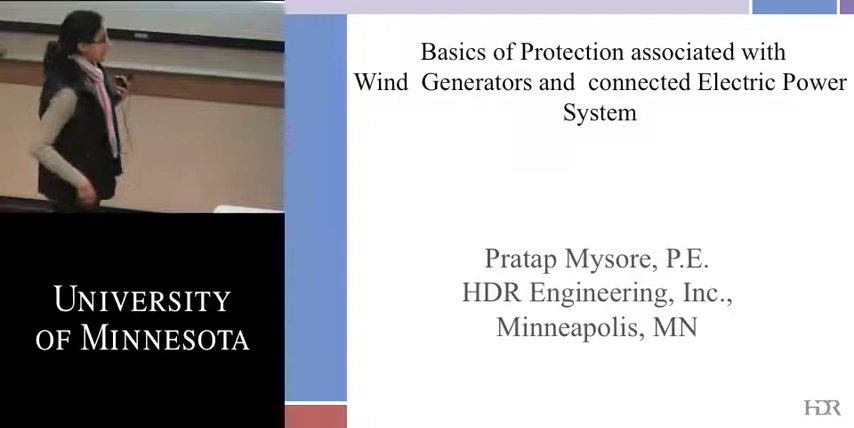 Basics of Protection associated with
Wind Generators and connected Electric Power
System
Pratap Mysore, P.E.
HDR Engineering, Inc.,
Minneapolis, MN
UNIVERSITY
OF MINNESOTA
HDR